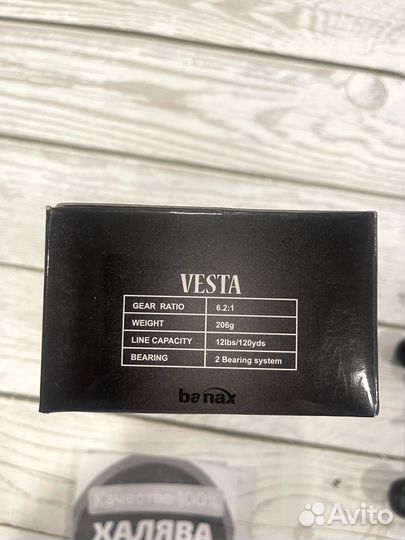 VESTA
GEAR RATIO 6.2:1
WEIGHT 206g
LINE CAPACITY 12lbs/120yds
BEARING 2 Bearing system
banax
Качество 100%
ХАЛЯВА
Avito